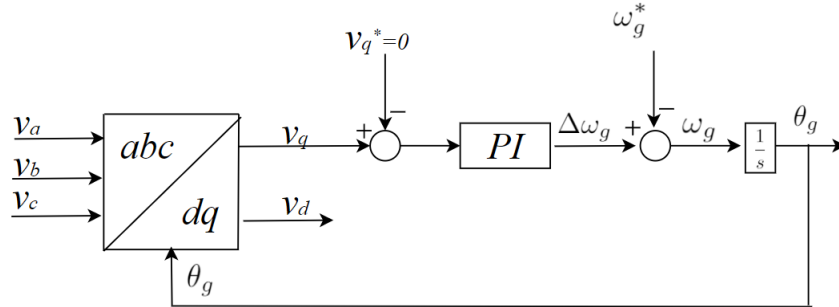 v_q*=0
ω_g^*
−
−
v_a
v_b
v_c
abc
dq
v_q
v_d
+
PI
Δω_g
+
ω_g
1/s
θ_g
θ_g